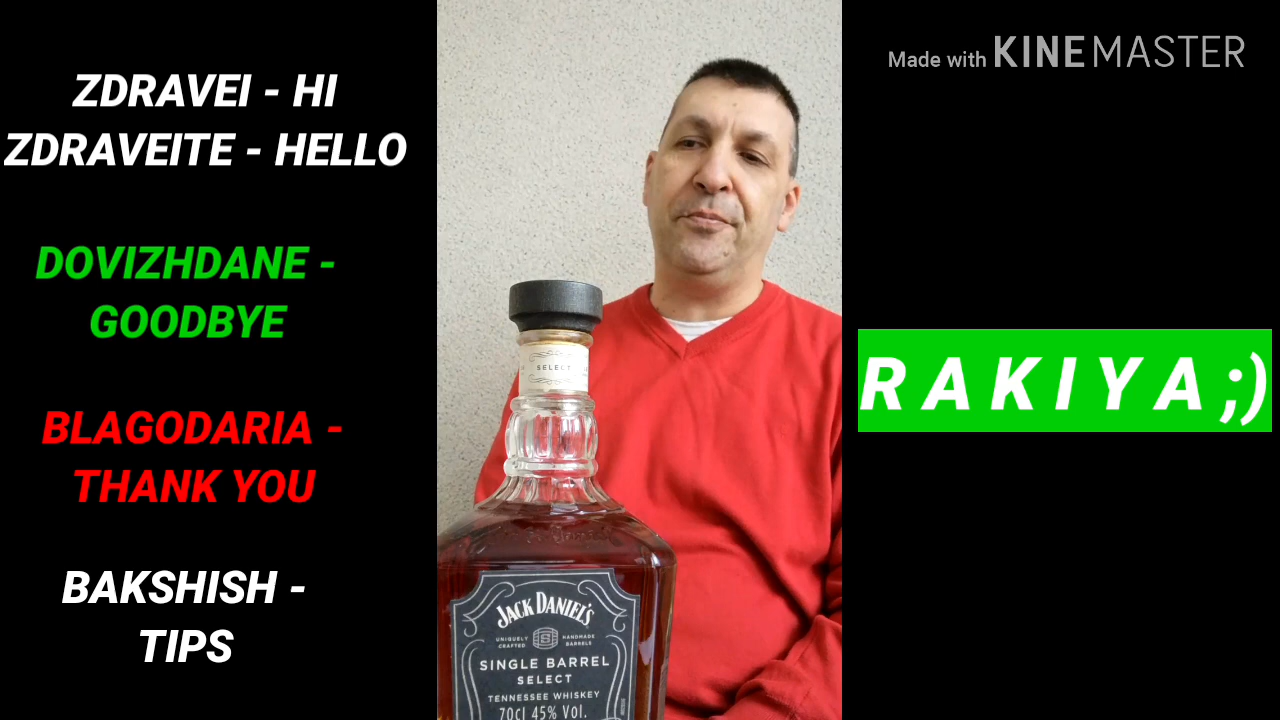 ZDRAVEI - HI
ZDRAVEITE - HELLO
DOVIZHDANE -
GOODBYE
BLAGODARIA -
THANK YOU
BAKSHISH -
TIPS
SELECT
JACK DANIEL'S
UNIQUELY CRAFTED
HANDMADE BARRELS
SINGLE BARREL
SELECT
TENNESSEE WHISKEY
70cl 45% Vol.
Made with KINEMASTER
RAKIYA ;)